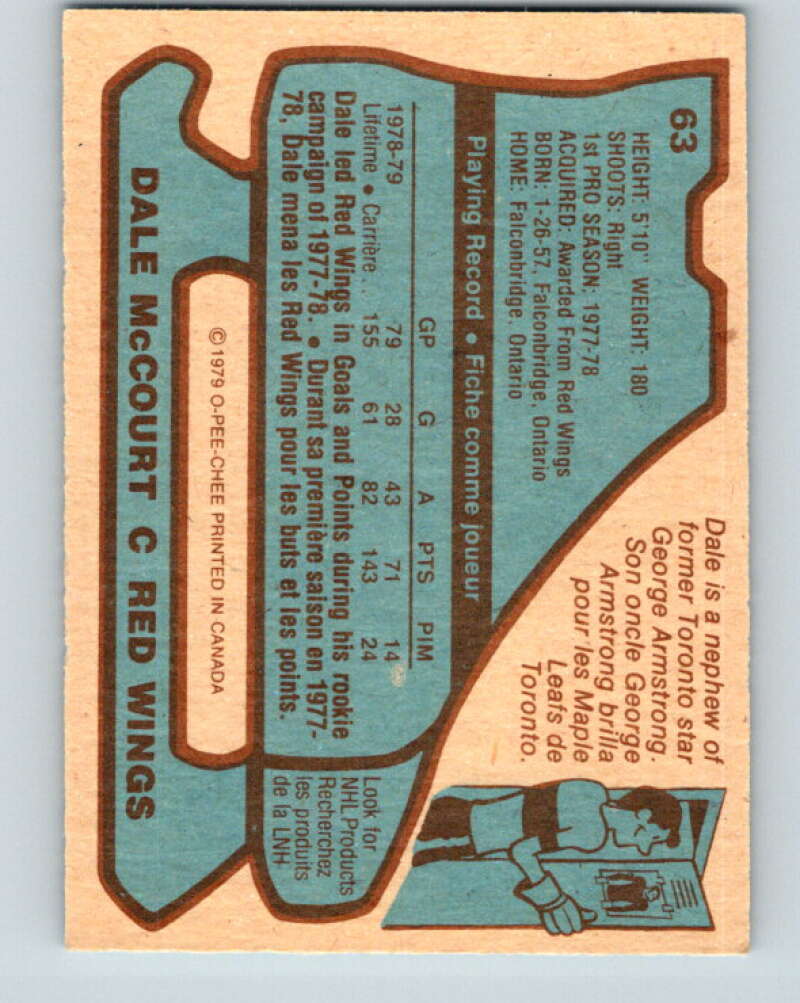 63
HEIGHT: 5'10" WEIGHT: 180
SHOOTS: Right
1st PRO SEASON: 1977-78
ACQUIRED: Awarded From Red Wings
BORN: 1-26-57, Falconbridge, Ontario
HOME: Falconbridge, Ontario
Dale is a nephew of
former Toronto star
George Armstrong.
Son oncle George
Armstrong brilla
pour les Maple
Leafs de
Toronto.
Playing Record • Fiche comme joueur
GP G A PTS PIM
1978-79 79 28 43 71 14
Lifetime • Carrière... 155 61 82 143 24
Dale led Red Wings in Goals and Points during his rookie
campaign of 1977-78. • Durant sa première saison en 1977-
78, Dale mena les Red Wings pour les buts et les points.
Look for
NHL Products
Recherchez
les produits
de la LNH
© 1979 O-PEE-CHEE PRINTED IN CANADA
DALE McCOURT C RED WINGS